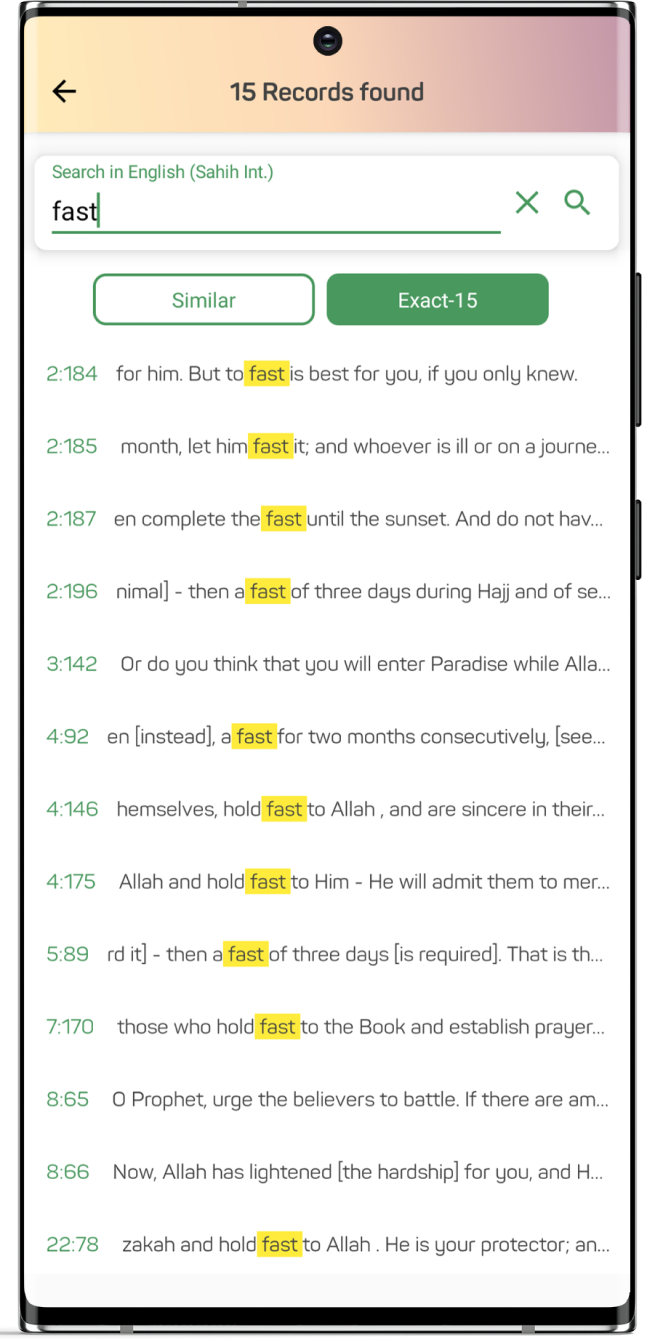 15 Records found
Search in English (Sahih Int.)
fast
Similar Exact-15
2:184 for him. But to fast is best for you, if you only knew.
2:185 month, let him fast it; and whoever is ill or on a journe...
2:187 en complete the fast until the sunset. And do not hav...
2:196 nimal] - then a fast of three days during Hajj and of se...
3:142 Or do you think that you will enter Paradise while Alla...
4:92 en [instead], a fast for two months consecutively, [see...
4:146 hemselves, hold fast to Allah , and are sincere in their...
4:175 Allah and hold fast to Him - He will admit them to mer...
5:89 rd it] - then a fast of three days [is required]. That is th...
7:170 those who hold fast to the Book and establish prayer...
8:65 O Prophet, urge the believers to battle. If there are am...
8:66 Now, Allah has lightened [the hardship] for you, and H...
22:78 zakah and hold fast to Allah . He is your protector; an...